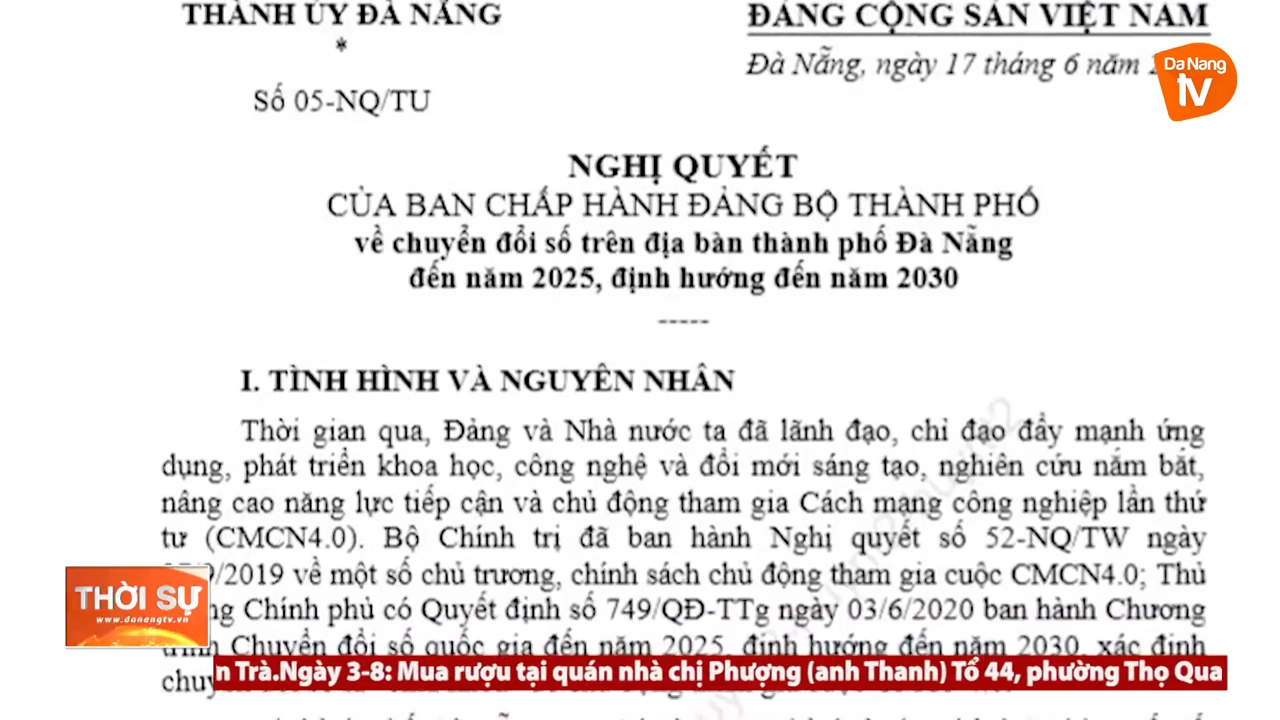 THÀNH ỦY ĐÀ NẴNG
*
Số 05-NQ/TU
ĐẢNG CỘNG SẢN VIỆT NAM
Đà Nẵng, ngày 17 tháng 6 năm
Da Nang
tv
NGHỊ QUYẾT
CỦA BAN CHẤP HÀNH ĐẢNG BỘ THÀNH PHỐ
về chuyển đổi số trên địa bàn thành phố Đà Nẵng
đến năm 2025, định hướng đến năm 2030
-----
I. TÌNH HÌNH VÀ NGUYÊN NHÂN
Thời gian qua, Đảng và Nhà nước ta đã lãnh đạo, chỉ đạo đẩy mạnh ứng
dụng, phát triển khoa học, công nghệ và đổi mới sáng tạo, nghiên cứu nắm bắt,
nâng cao năng lực tiếp cận và chủ động tham gia Cách mạng công nghiệp lần thứ
tư (CMCN4.0). Bộ Chính trị đã ban hành Nghị quyết số 52-NQ/TW ngày
/2019 về một số chủ trương, chính sách chủ động tham gia cuộc CMCN4.0; Thủ
Chính phủ có Quyết định số 749/QĐ-TTg ngày 03/6/2020 ban hành Chương
Chuyển đổi số quốc gia đến năm 2025, định hướng đến năm 2030, xác định
THỜI SỰ
www.danangtv.vn
n Trà.Ngày 3-8: Mua rượu tại quán nhà chị Phượng (anh Thanh) Tổ 44, phường Thọ Qua